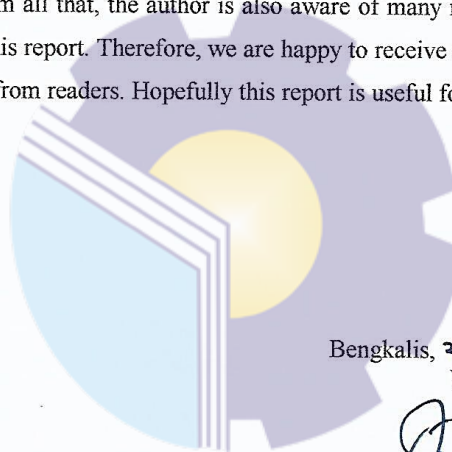 m all that, the author is also aware of many
is report. Therefore, we are happy to receive
from readers. Hopefully this report is useful fo
Bengkalis,